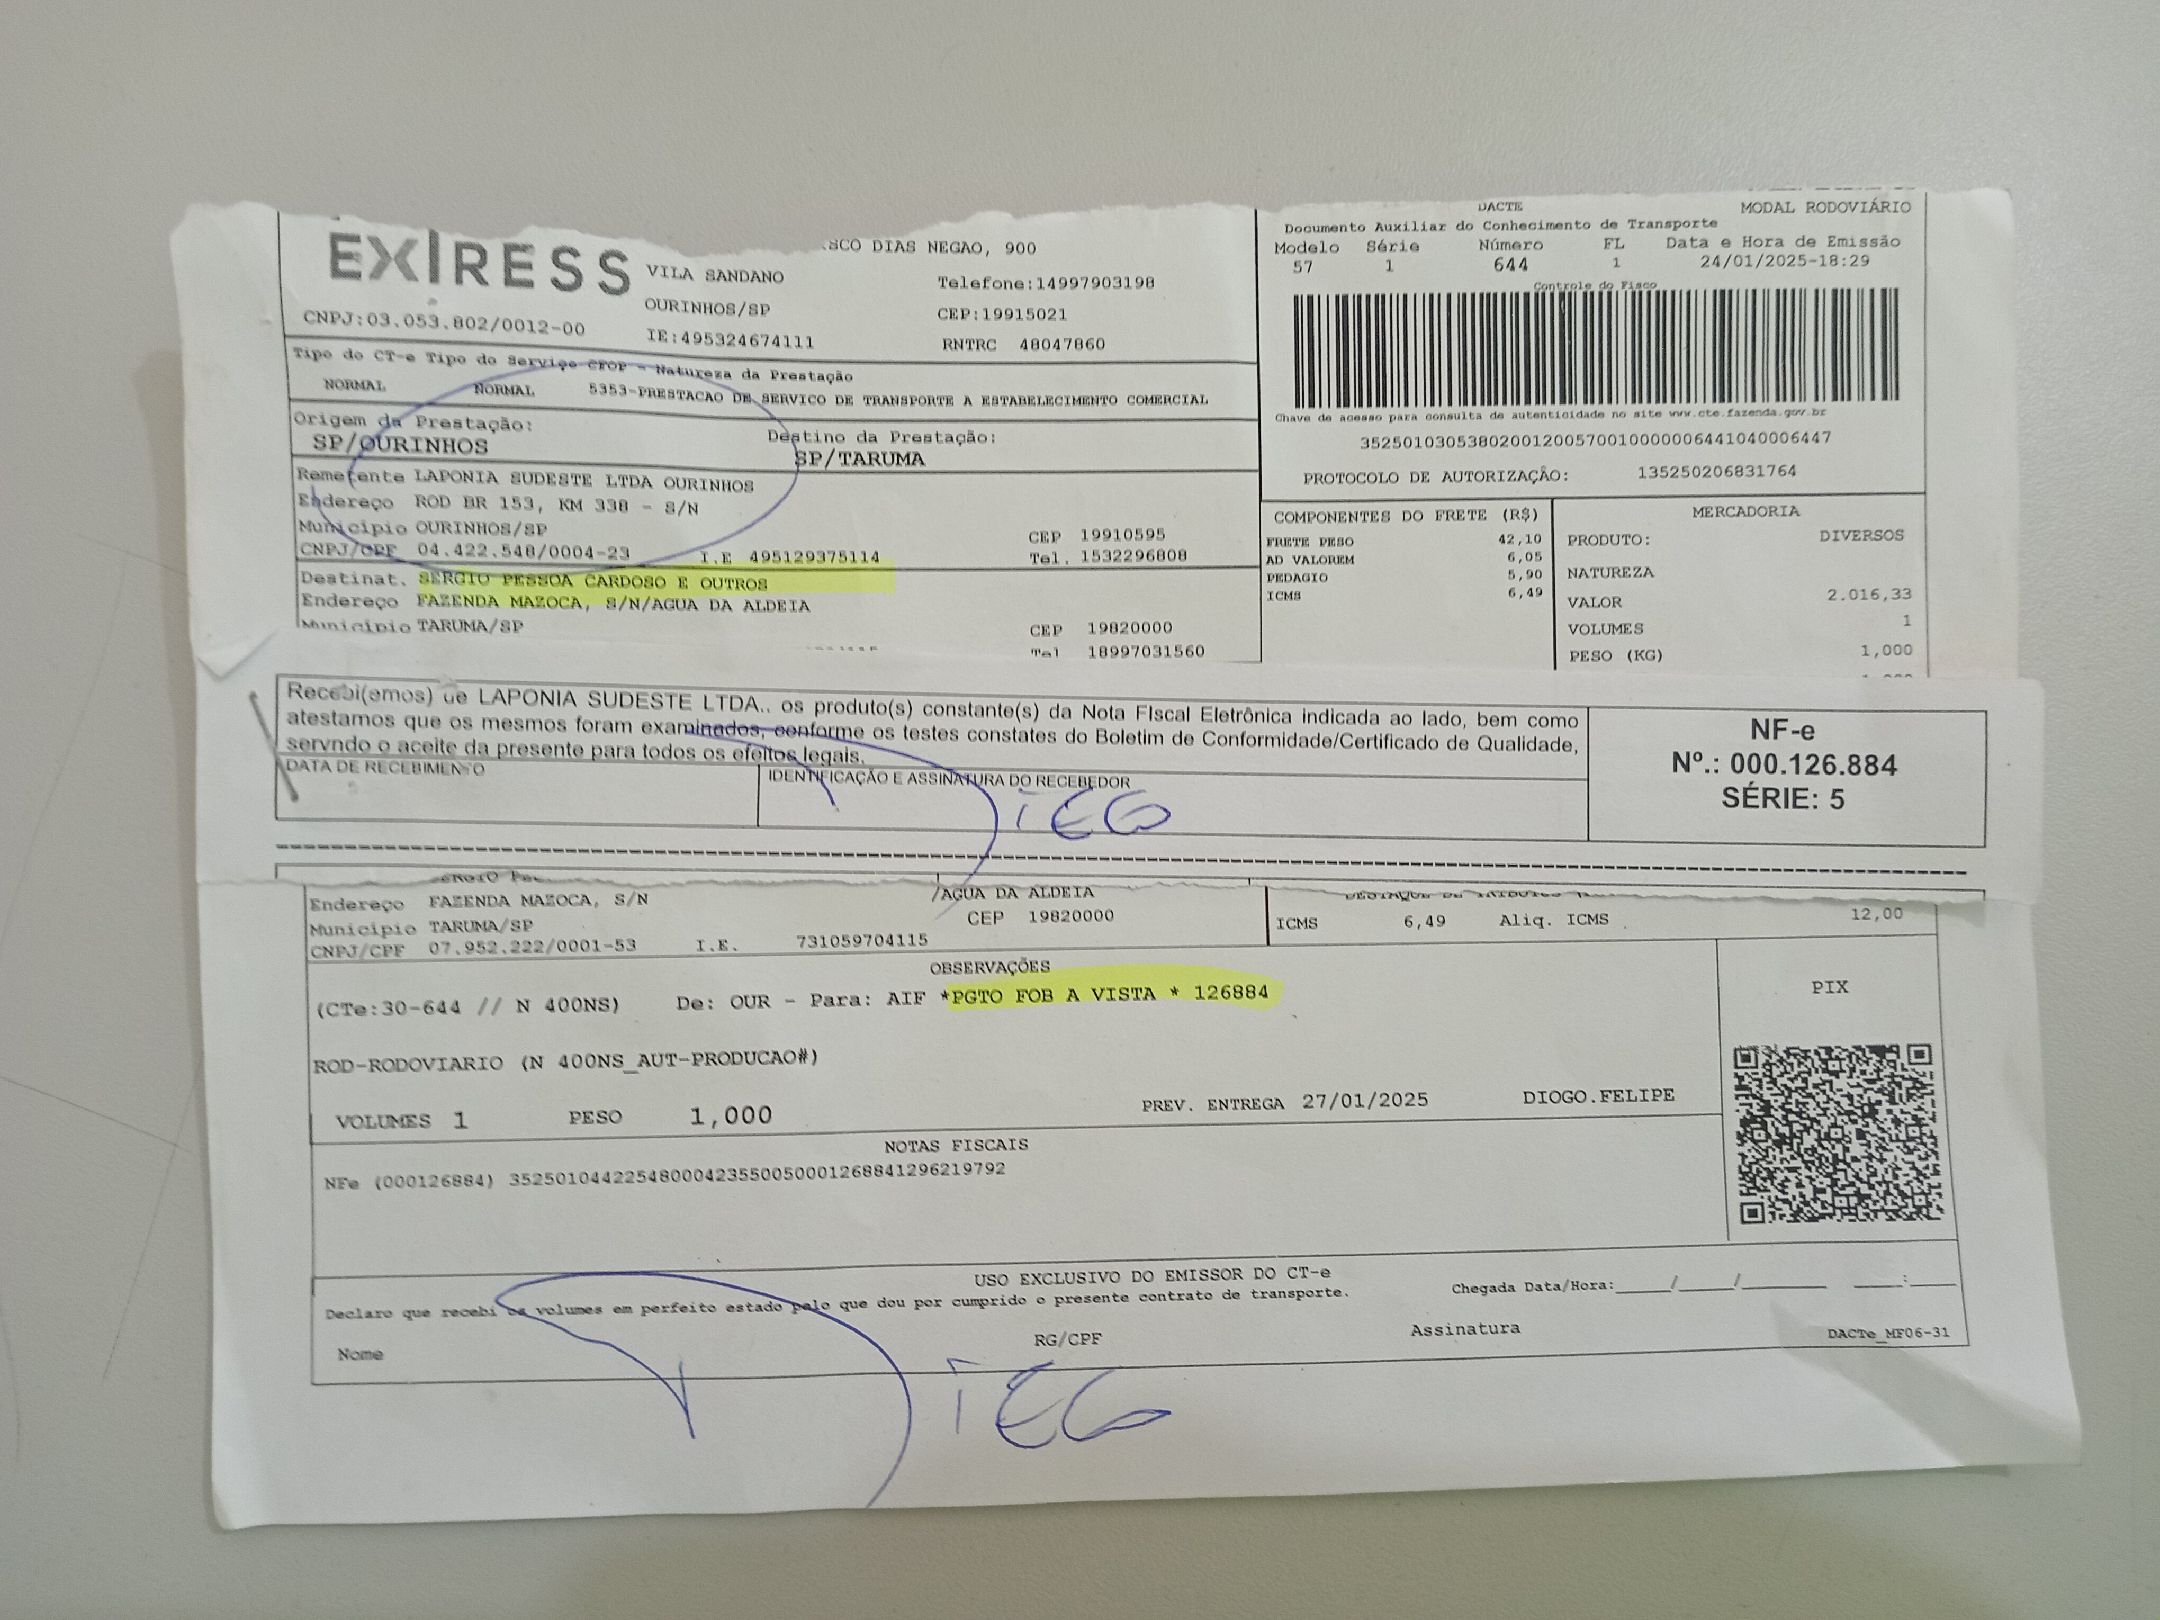 EXIRESS
SCO DIAS NEGAO, 900
VILA SANDANO
Telefone:14997903198
OURINHOS/SP
CEP:19915021
CNPJ:03.053.802/0012-00
IE:495324674111
RNTRC 48047860
Tipo do CT-e Tipo do Serviço CFOP - Natureza da Prestação
NORMAL NORMAL 5353-PRESTACAO DE SERVICO DE TRANSPORTE A ESTABELECIMENTO COMERCIAL
Origem da Prestação:
SP/OURINHOS
Destino da Prestação:
SP/TARUMA
Remetente LAPONIA SUDESTE LTDA OURINHOS
Endereço ROD BR 153, KM 338 - S/N
Município OURINHOS/SP CEP 19910595
CNPJ/CPF 04.422.548/0004-23 I.E 495129375114 Tel. 1532296808
Destinat. SERGIO PESSOA CARDOSO E OUTROS
Endereço FAZENDA MAZOCA, S/N/AGUA DA ALDEIA
Município TARUMA/SP CEP 19820000
Tel 18997031560
DACTE MODAL RODOVIÁRIO
Documento Auxiliar do Conhecimento de Transporte
Modelo Série Número FL Data e Hora de Emissão
57 1 644 1 24/01/2025-18:29
Controle do Fisco
Chave de acesso para consulta de autenticidade no site www.cte.fazenda.gov.br
35250103053802001200570010000006441040006447
PROTOCOLO DE AUTORIZAÇÃO: 135250206831764
COMPONENTES DO FRETE (R$)
FRETE PESO 42,10
AD VALOREM 6,05
PEDAGIO 5,90
ICMS 6,49
MERCADORIA
PRODUTO: DIVERSOS
NATUREZA
VALOR 2.016,33
VOLUMES 1
PESO (KG) 1,000
Recebi(emos) de LAPONIA SUDESTE LTDA.. os produto(s) constante(s) da Nota FIscal Eletrônica indicada ao lado, bem como
atestamos que os mesmos foram examinados, conforme os testes constates do Boletim de Conformidade/Certificado de Qualidade,
servndo o aceite da presente para todos os efeitos legais.
DATA DE RECEBIMENTO
IDENTIFICAÇÃO E ASSINATURA DO RECEBEDOR
NF-e
Nº.: 000.126.884
SÉRIE: 5
Endereço FAZENDA MAZOCA, S/N /AGUA DA ALDEIA
Município TARUMA/SP CEP 19820000
CNPJ/CPF 07.952.222/0001-53 I.E. 731059704115
ICMS 6,49 Aliq. ICMS 12,00
OBSERVAÇÕES
(CTe:30-644 // N 400NS) De: OUR - Para: AIF *PGTO FOB A VISTA * 126884
ROD-RODOVIARIO (N 400NS_AUT-PRODUCAO#)
VOLUMES 1 PESO 1,000 PREV. ENTREGA 27/01/2025 DIOGO.FELIPE
PIX
NOTAS FISCAIS
NFe (000126884) 35250104422548000423550050001268841296219792
USO EXCLUSIVO DO EMISSOR DO CT-e
Declaro que recebi os volumes em perfeito estado pelo que dou por cumprido o presente contrato de transporte.
Chegada Data/Hora:____/____/______ ____:____
Nome RG/CPF Assinatura DACTe_MF06-31